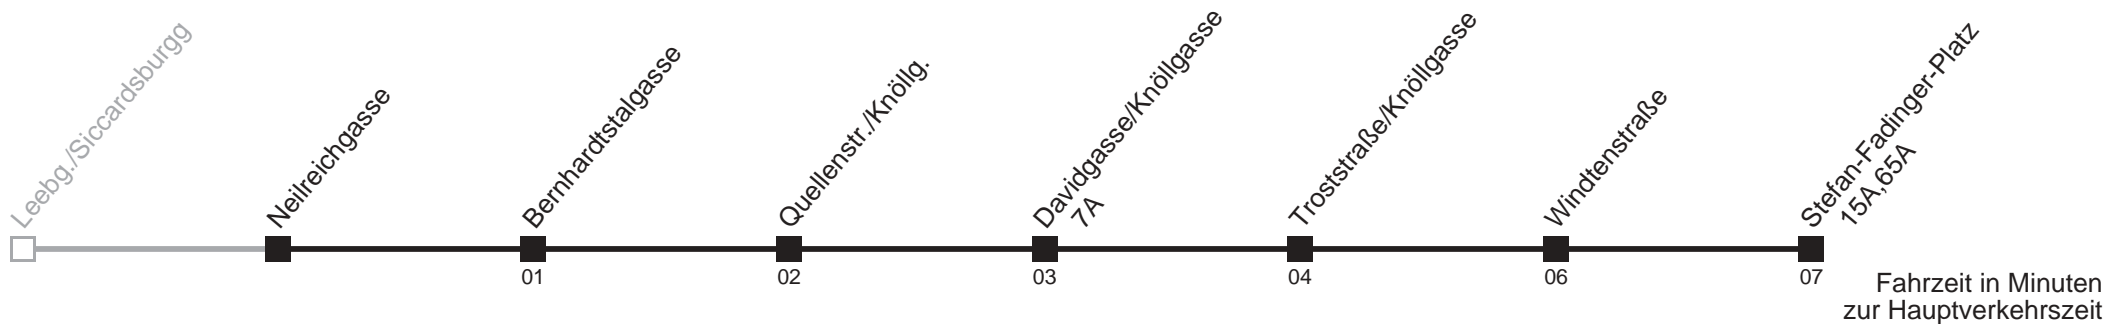 Leebg./Siccardsburgg
Neilreichgasse
Bernhardtstalgasse
Quellenstr./Knöllg.
Davidgasse/Knöllgasse
7A
Troststraße/Knöllgasse
Windtenstraße
Stefan-Fadinger-Platz
15A,65A
01
02
03
04
06
07
Fahrzeit in Minuten
zur Hauptverkehrszeit